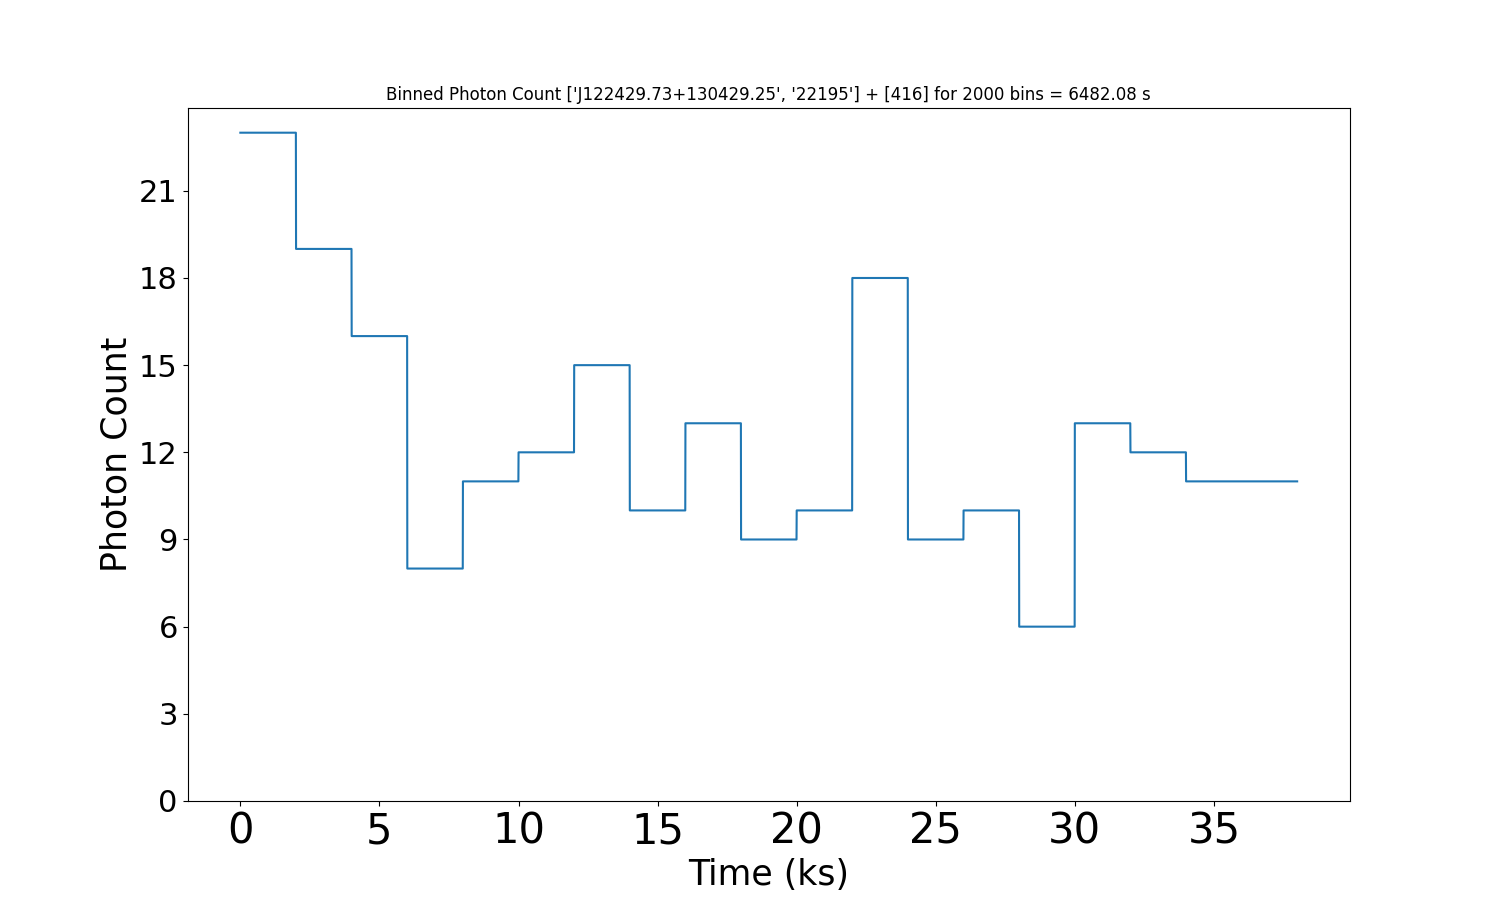 Binned Photon Count ['J122429.73+130429.25', '22195'] + [416] for 2000 bins = 6482.08 s
21
18
15
12
9
6
3
0
Photon Count
0 5 10 15 20 25 30 35
Time (ks)